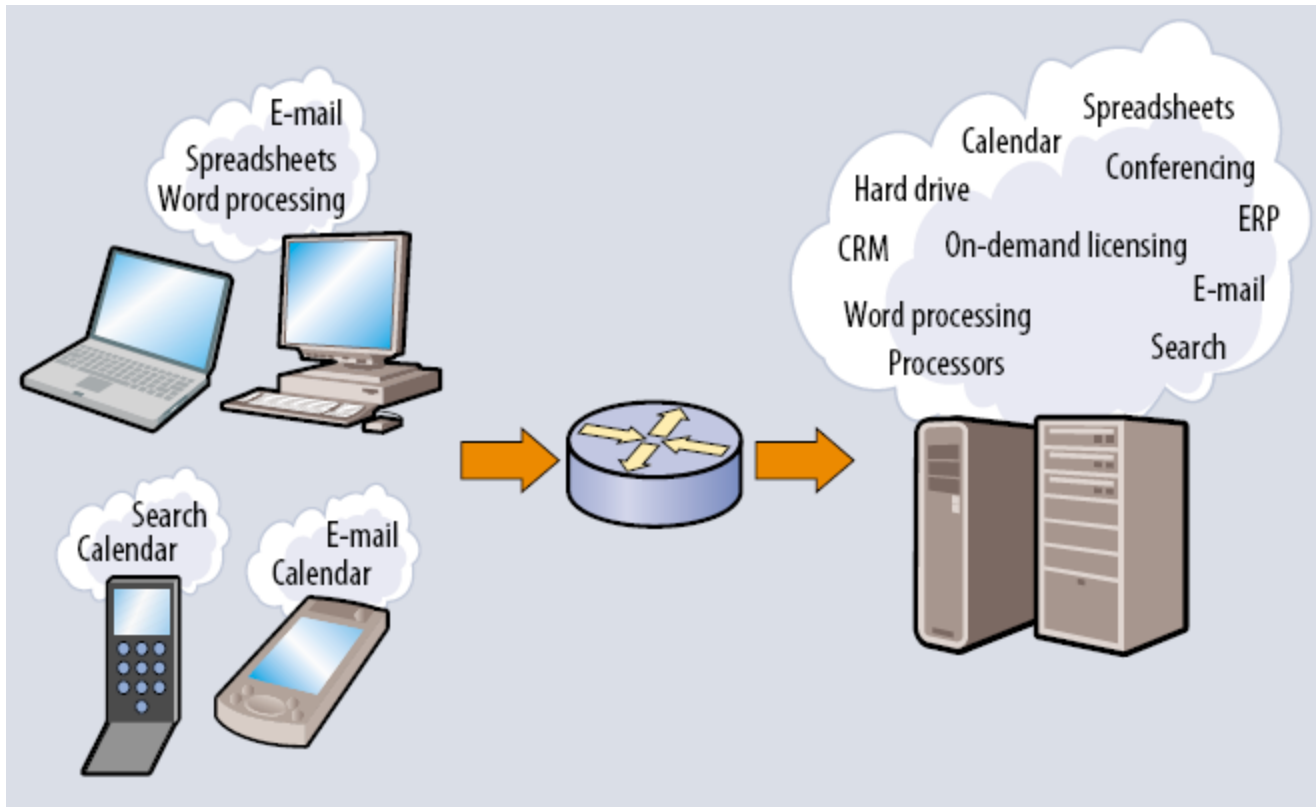 E-mail
Spreadsheets
Word processing
Search
Calendar
E-mail
Calendar
Spreadsheets
Calendar
Conferencing
Hard drive
ERP
CRM
On-demand licensing
E-mail
Word processing
Search
Processors